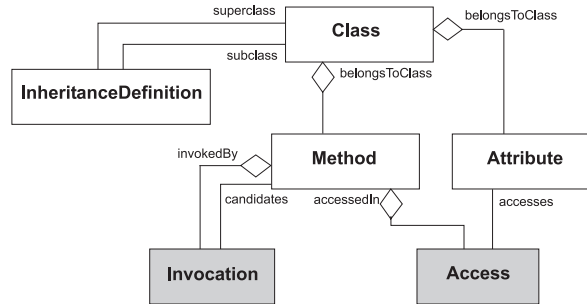 superclass
Class
belongsToClass
subclass
belongsToClass
InheritanceDefinition
invokedBy
Method
Attribute
candidates
accessedIn
accesses
Invocation
Access